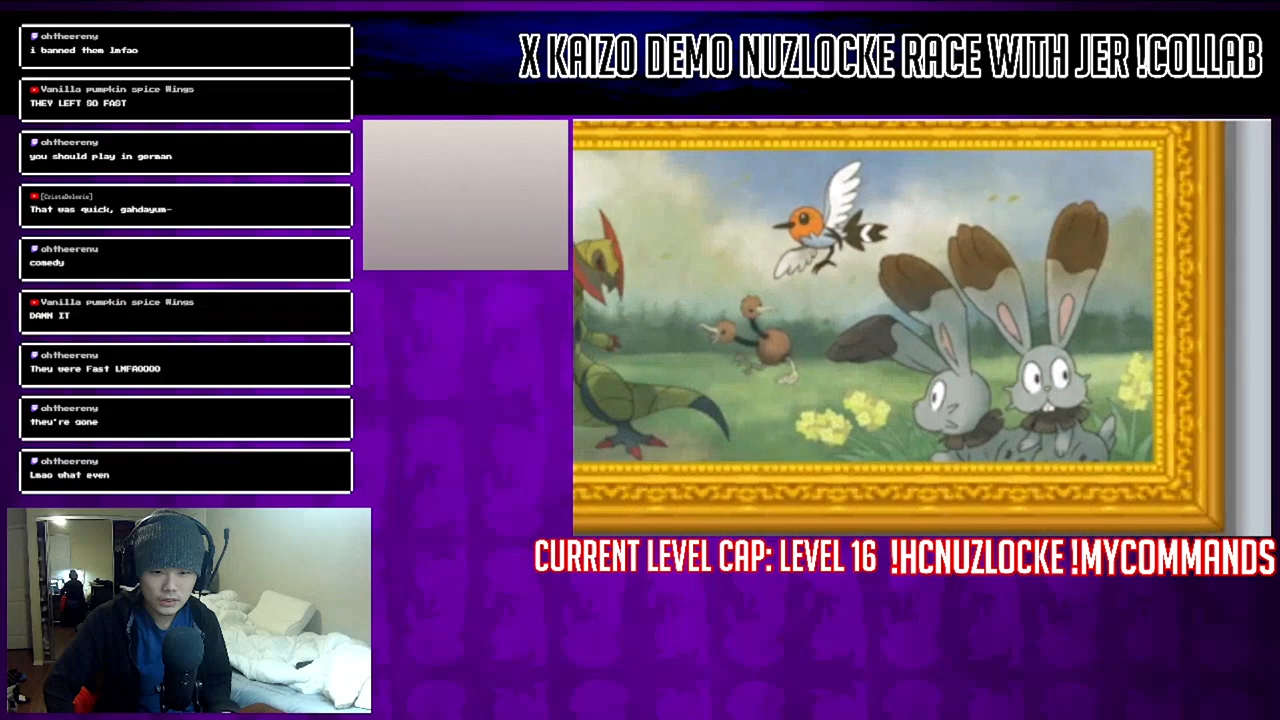 ohtheereny
i banned them lmfao
Vanilla pumpkin spice Wings
THEY LEFT SO FAST
ohtheereny
you should play in german
[CristaDoloris]
That was quick, gahdayum-
ohtheereny
comedy
Vanilla pumpkin spice Wings
DAMN IT
ohtheereny
They were Fast LMFAOOOO
ohtheereny
they're gone
ohtheereny
Lmao what even
X KAIZO DEMO NUZLOCKE RACE WITH JER !COLLAB
CURRENT LEVEL CAP: LEVEL 16 !HCNUZLOCKE !MYCOMMANDS